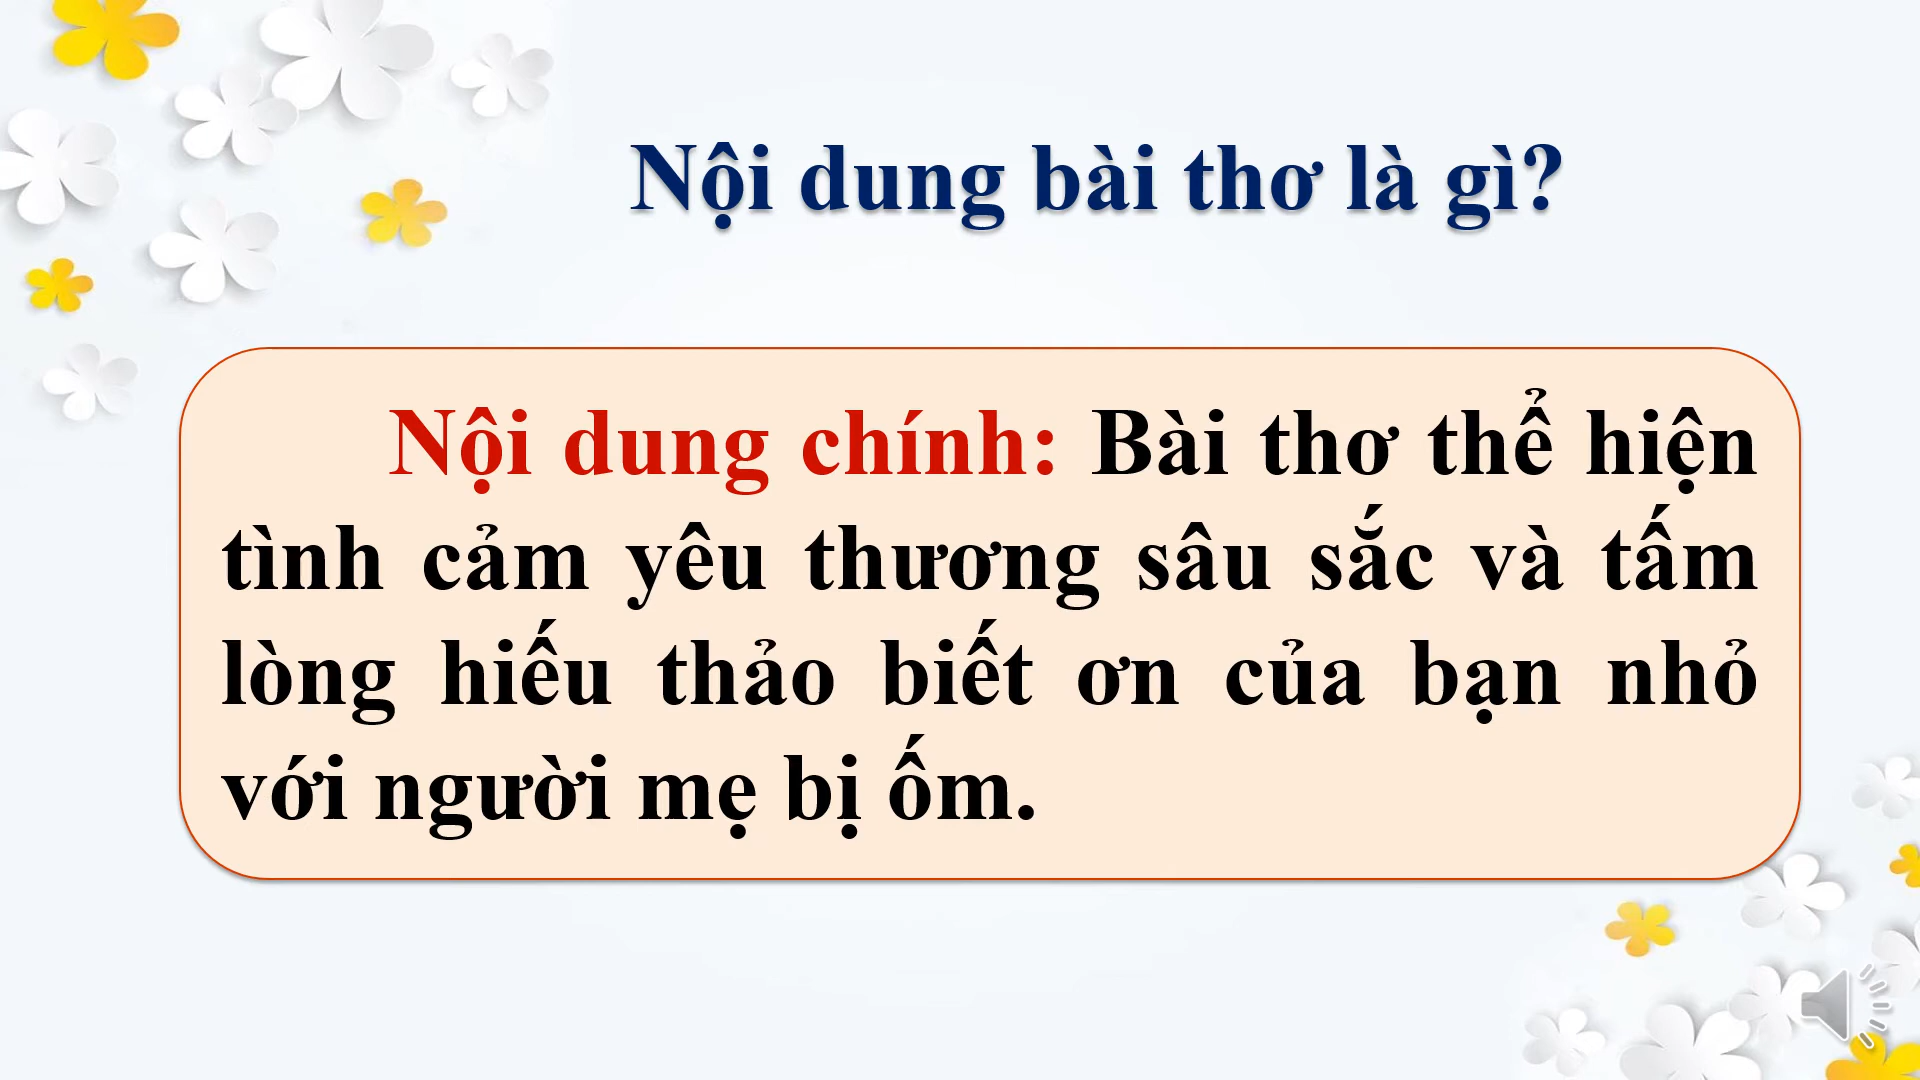 Nội dung bài thơ là gì?
Nội dung chính: Bài thơ thể hiện
tình cảm yêu thương sâu sắc và tấm
lòng hiếu thảo biết ơn của bạn nhỏ
với người mẹ bị ốm.